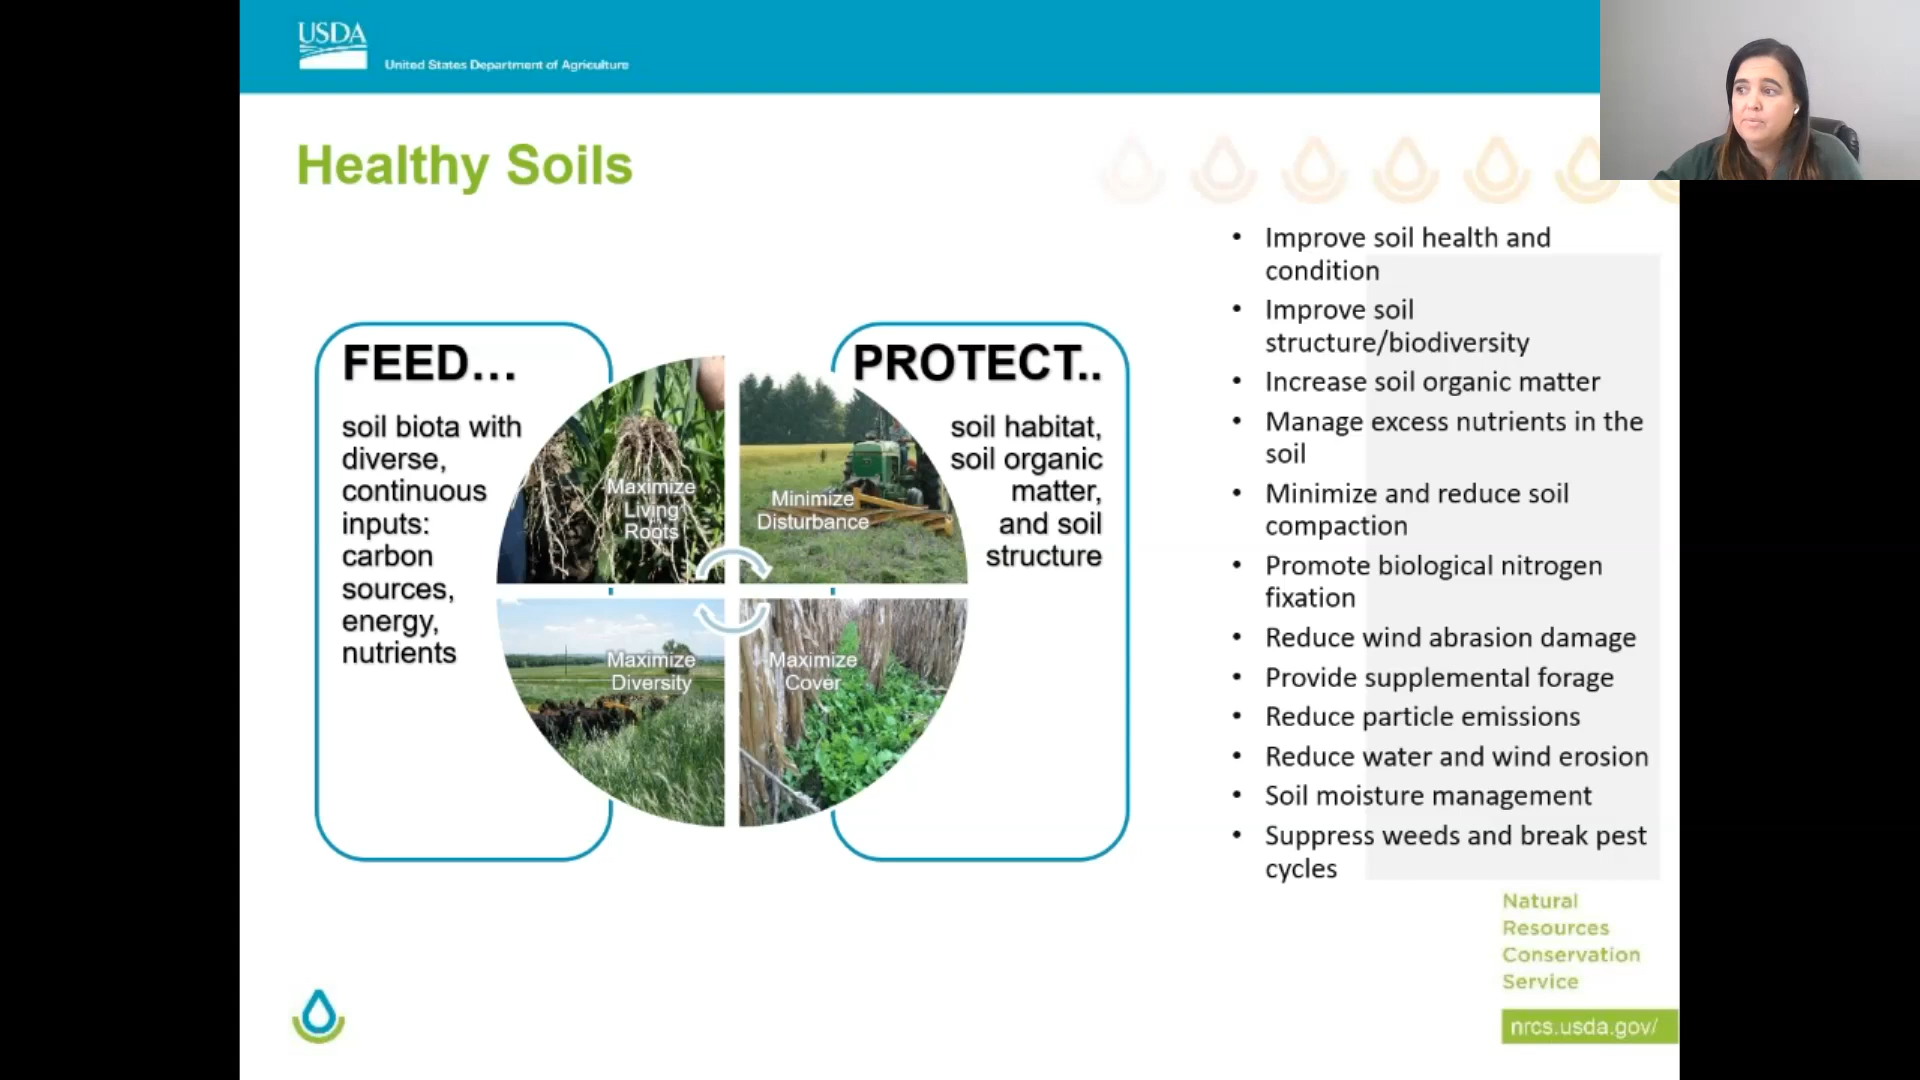 USDA
United States Department of Agriculture
Healthy Soils
FEED…
soil biota with
diverse,
continuous
inputs:
carbon
sources,
energy,
nutrients
Maximize
Living
Roots
Minimize
Disturbance
Maximize
Diversity
Maximize
Cover
PROTECT..
soil habitat,
soil organic
matter,
and soil
structure
• Improve soil health and
condition
• Improve soil
structure/biodiversity
• Increase soil organic matter
• Manage excess nutrients in the
soil
• Minimize and reduce soil
compaction
• Promote biological nitrogen
fixation
• Reduce wind abrasion damage
• Provide supplemental forage
• Reduce particle emissions
• Reduce water and wind erosion
• Soil moisture management
• Suppress weeds and break pest
cycles
Natural
Resources
Conservation
Service
nrcs.usda.gov/